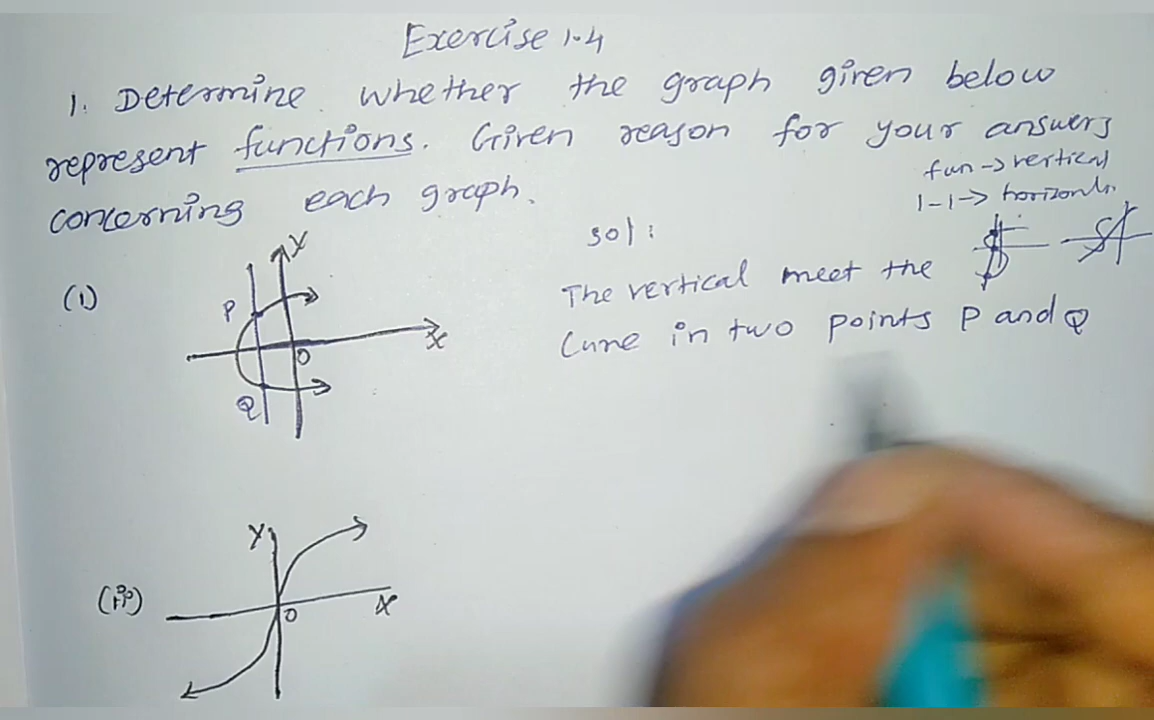 Exercise 1.4
1. Determine whether the graph given below
represent functions. Given reason for your answers
concerning each graph.
fun -> vertical
1-1 -> horizontl.
sol:
(i)
Y
P
X
O
Q
The vertical meet the
curve in two points P and Q
(ii)
Y
X
O